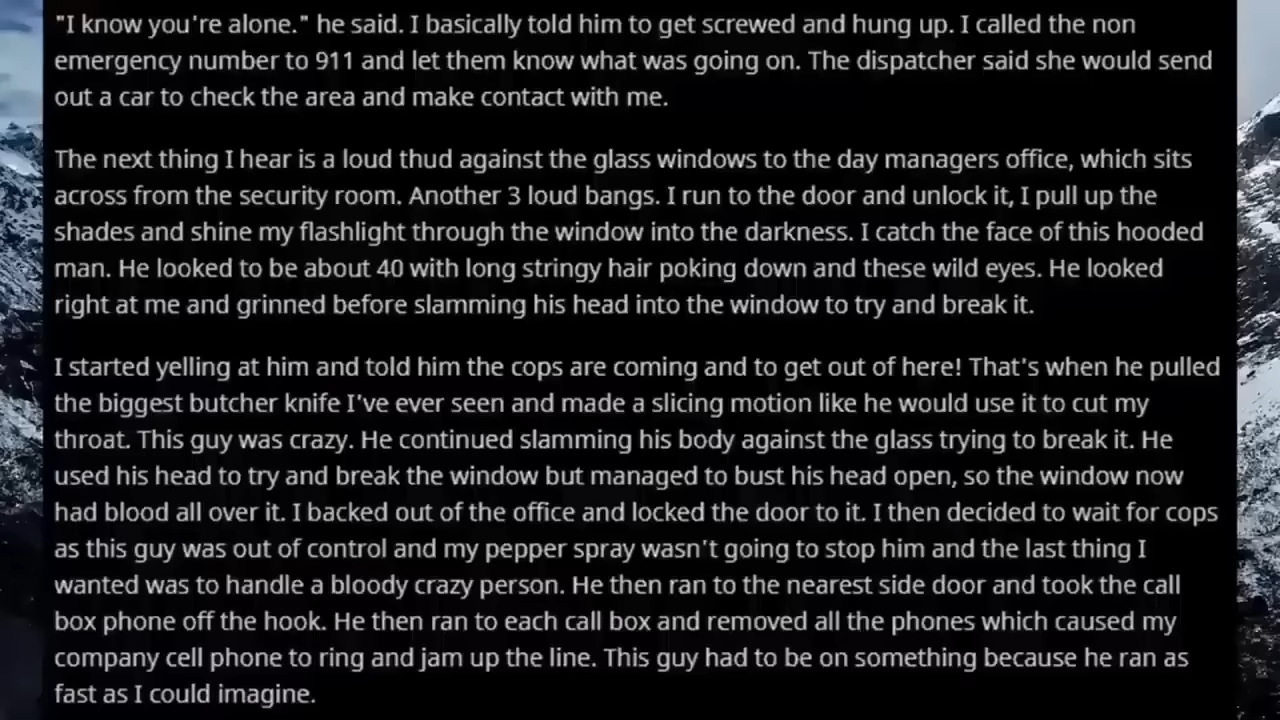 "I know you're alone." he said. I basically told him to get screwed and hung up. I called the non
emergency number to 911 and let them know what was going on. The dispatcher said she would send
out a car to check the area and make contact with me.
The next thing I hear is a loud thud against the glass windows to the day managers office, which sits
across from the security room. Another 3 loud bangs. I run to the door and unlock it, I pull up the
shades and shine my flashlight through the window into the darkness. I catch the face of this hooded
man. He looked to be about 40 with long stringy hair poking down and these wild eyes. He looked
right at me and grinned before slamming his head into the window to try and break it.
I started yelling at him and told him the cops are coming and to get out of here! That's when he pulled
the biggest butcher knife I've ever seen and made a slicing motion like he would use it to cut my
throat. This guy was crazy. He continued slamming his body against the glass trying to break it. He
used his head to try and break the window but managed to bust his head open, so the window now
had blood all over it. I backed out of the office and locked the door to it. I then decided to wait for cops
as this guy was out of control and my pepper spray wasn't going to stop him and the last thing I
wanted was to handle a bloody crazy person. He then ran to the nearest side door and took the call
box phone off the hook. He then ran to each call box and removed all the phones which caused my
company cell phone to ring and jam up the line. This guy had to be on something because he ran as
fast as I could imagine.